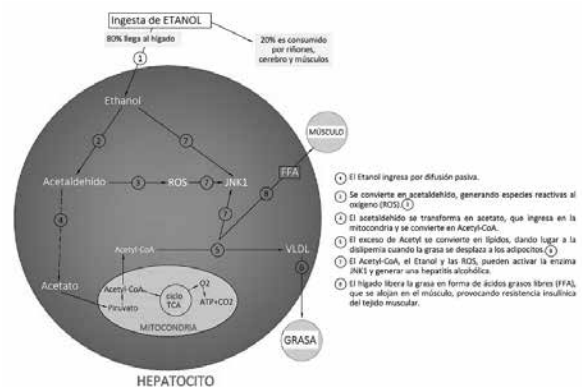 Ingesta de ETANOL
80% llega al hígado
20% es consumido
por riñones,
cerebro y músculos
1
Ethanol
2
7
MÚSCULO
FFA
Acetaldehido
3
ROS
7
JNK1
8
4
7
Acetyl-CoA
5
VLDL
6
Acetato
Acetyl-CoA
O2
ciclo
TCA
ATP+CO2
Piruvato
MITOCONDRIA
GRASA
HEPATOCITO
1 El Etanol ingresa por difusión pasiva.
2 Se convierte en acetaldehído, generando especies reactivas al
oxígeno (ROS). 3
4 El acetaldehído se transforma en acetato, que ingresa en la
mitocondria y se convierte en Acetyl-CoA.
5 El exceso de Acetyl se convierte en lípidos, dando lugar a la
dislipemia cuando la grasa se desplaza a los adipocitos. 6
7 El Acetyl-CoA, el Etanol y las ROS, pueden activar la enzima
JNK1 y generar una hepatitis alcohólica.
8 El hígado libera la grasa en forma de ácidos grasos libres (FFA),
que se alojan en el músculo, provocando resistencia insulínica
del tejido muscular.